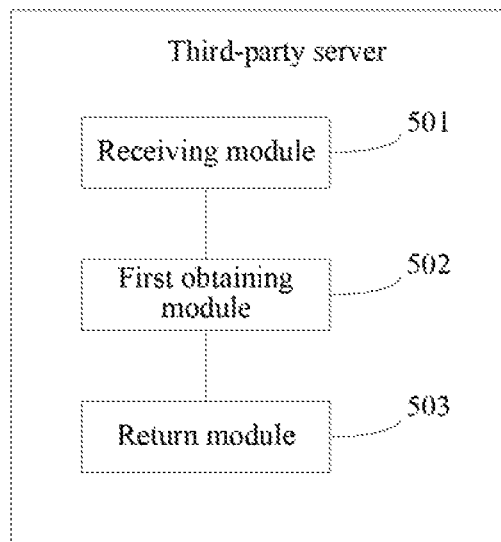 Third-party server
501
Receiving module
502
First obtaining
module
503
Return module